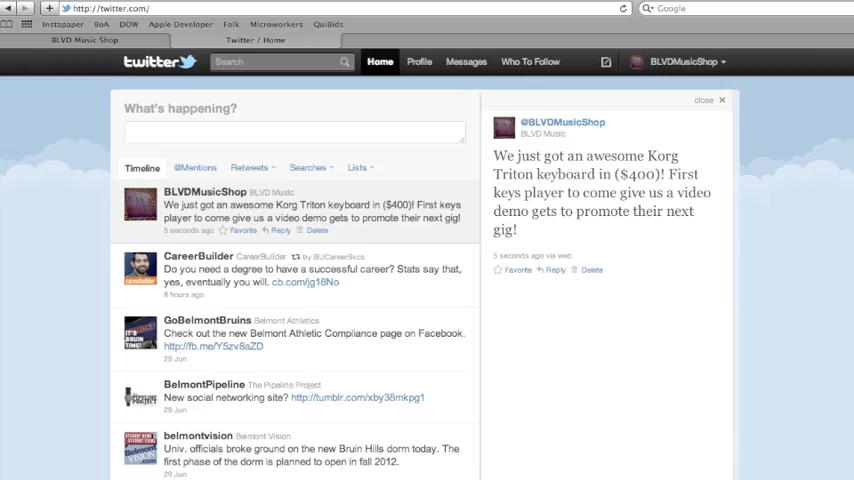 http://twitter.com/
Google
Instapaper BoA DOW Apple Developer Folk Microworkers QuiBids
BLVD Music Shop Twitter / Home
twitter Search Home Profile Messages Who To Follow BLVDMusicShop
What's happening?
Timeline @Mentions Retweets Searches Lists
BLVDMusicShop BLVD Music
We just got an awesome Korg Triton keyboard in ($400)! First keys
player to come give us a video demo gets to promote their next gig!
5 seconds ago Favorite Reply Delete
CareerBuilder CareerBuilder by BUCareerSvcs
Do you need a degree to have a successful career? Stats say that,
yes, eventually you will. cb.com/jg18No
6 hours ago
GoBelmontBruins Belmont Athletics
Check out the new Belmont Athletic Compliance page on Facebook.
http://fb.me/Y5zv8aZD
29 Jun
BelmontPipeline The Pipeline Project
New social networking site? http://tumblr.com/xby38mkpg1
29 Jun
belmontvision Belmont Vision
Univ. officials broke ground on the new Bruin Hills dorm today. The
first phase of the dorm is planned to open in fall 2012.
29 Jun
close
@BLVDMusicShop
BLVD Music
We just got an awesome Korg
Triton keyboard in ($400)! First
keys player to come give us a video
demo gets to promote their next
gig!
5 seconds ago via web
Favorite Reply Delete